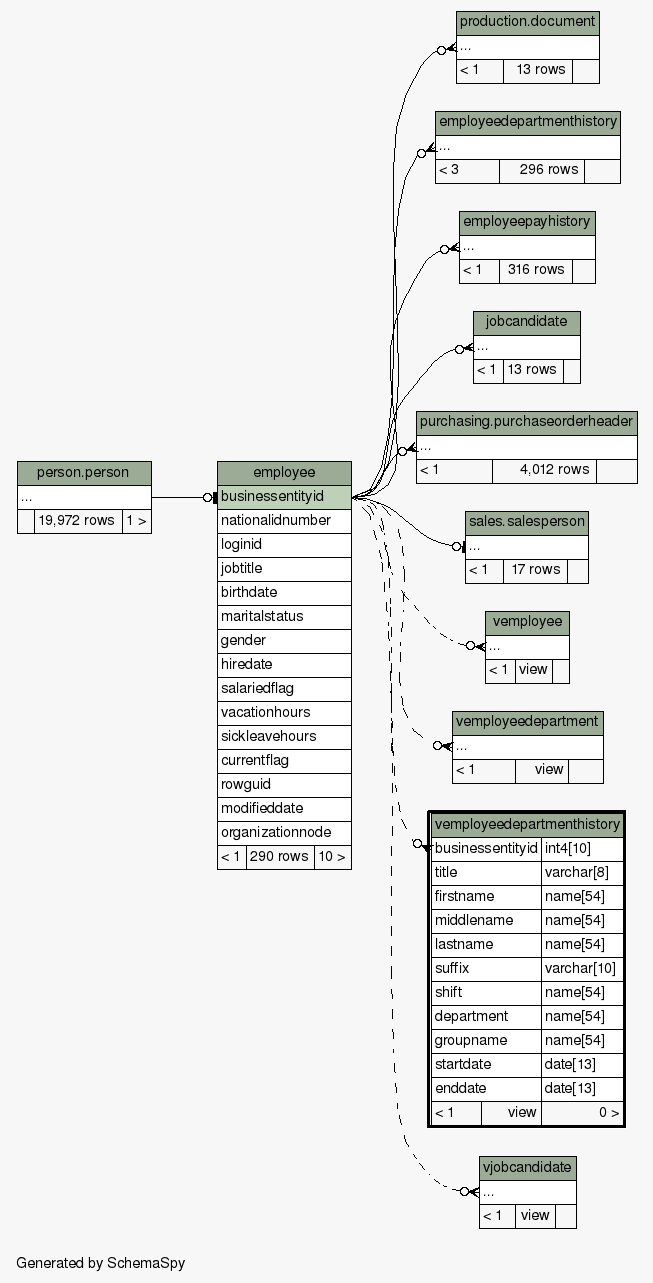 production.document
...
< 1 13 rows
employeedepartmenthistory
...
< 3 296 rows
employeepayhistory
...
< 1 316 rows
jobcandidate
...
< 1 13 rows
purchasing.purchaseorderheader
...
< 1 4,012 rows
person.person
...
19,972 rows 1 >
employee
businessentityid
nationalidnumber
loginid
jobtitle
birthdate
maritalstatus
gender
hiredate
salariedflag
vacationhours
sickleavehours
currentflag
rowguid
modifieddate
organizationnode
< 1 290 rows 10 >
sales.salesperson
...
< 1 17 rows
vemployee
...
< 1 view
vemployeedepartment
...
< 1 view
vemployeedepartmenthistory
businessentityid int4[10]
title varchar[8]
firstname name[54]
middlename name[54]
lastname name[54]
suffix varchar[10]
shift name[54]
department name[54]
groupname name[54]
startdate date[13]
enddate date[13]
< 1 view 0 >
vjobcandidate
...
< 1 view
Generated by SchemaSpy